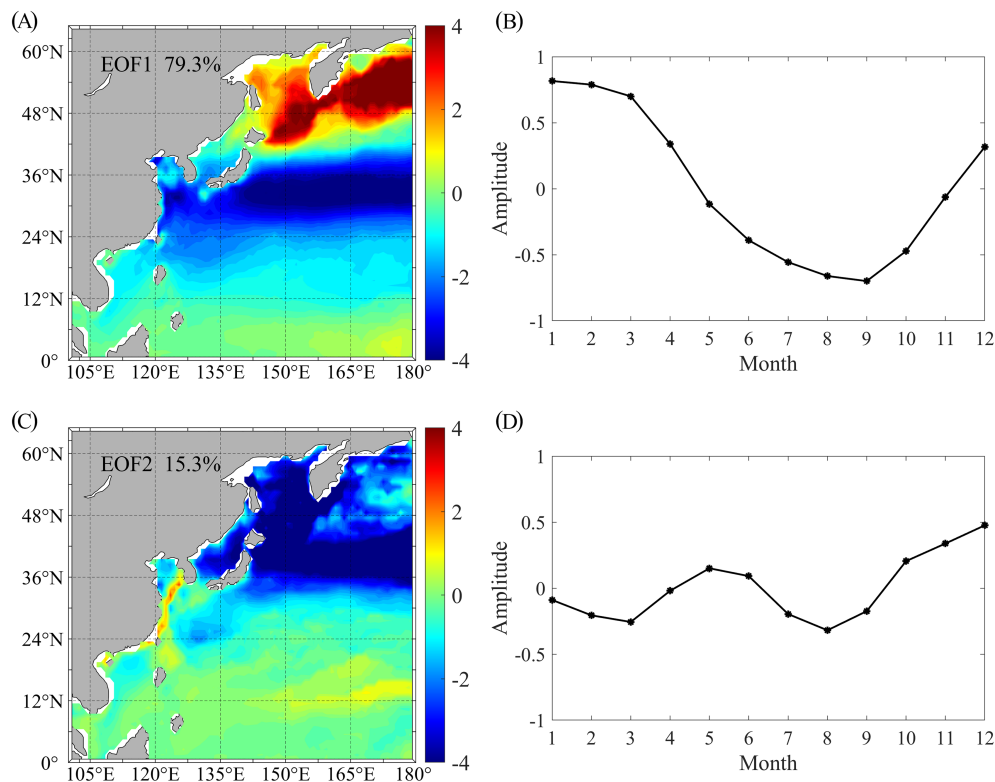 (A)
60°N
48°N
36°N
24°N
12°N
0°
EOF1 79.3%
105°E 120°E 135°E 150°E 165°E 180°
4
2
0
-2
-4
(B)
1
0.5
0
-0.5
-1
Amplitude
1 2 3 4 5 6 7 8 9 10 11 12
Month
(C)
60°N
48°N
36°N
24°N
12°N
0°
EOF2 15.3%
105°E 120°E 135°E 150°E 165°E 180°
4
2
0
-2
-4
(D)
1
0.5
0
-0.5
-1
Amplitude
1 2 3 4 5 6 7 8 9 10 11 12
Month